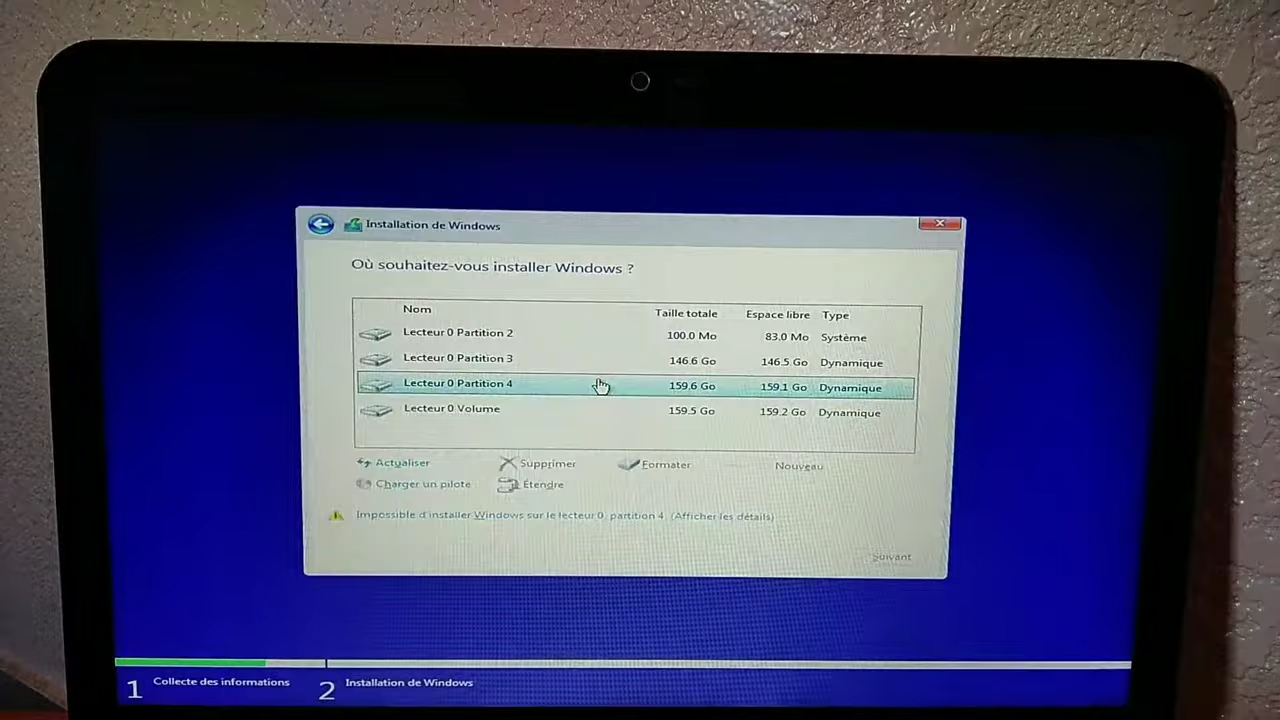 Installation de Windows
Où souhaitez-vous installer Windows ?
Nom Taille totale Espace libre Type
Lecteur 0 Partition 2 100.0 Mo 83.0 Mo Système
Lecteur 0 Partition 3 146.6 Go 146.5 Go Dynamique
Lecteur 0 Partition 4 159.6 Go 159.1 Go Dynamique
Lecteur 0 Volume 159.5 Go 159.2 Go Dynamique
Actualiser Supprimer Formater Nouveau
Charger un pilote Étendre
Impossible d'installer Windows sur le lecteur 0, partition 4. (Afficher les détails)
Suivant
1 Collecte des informations 2 Installation de Windows